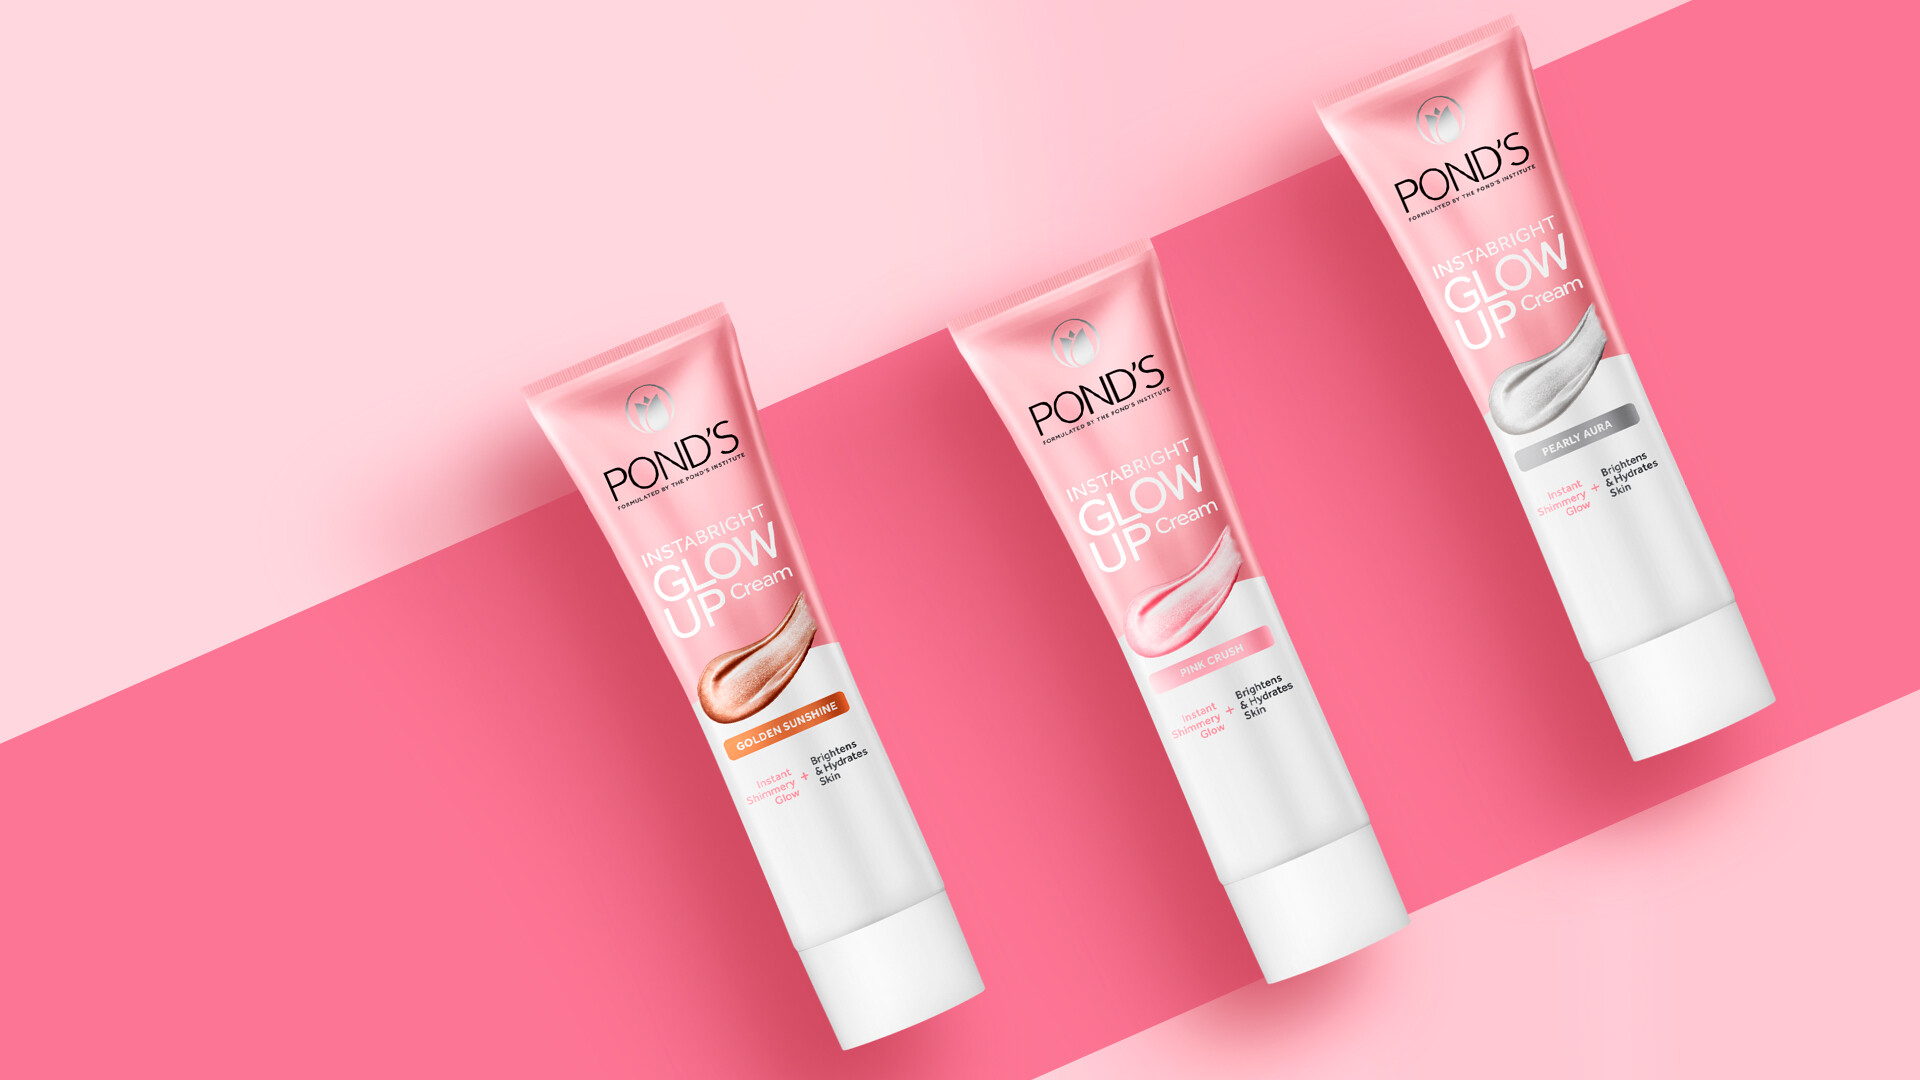 POND'S
FORMULATED BY THE POND'S INSTITUTE
INSTABRIGHT
GLOW
UP Cream
GOLDEN SUNSHINE
Instant
Shimmery
Glow
+
Brightens
& Hydrates
Skin
POND'S
FORMULATED BY THE POND'S INSTITUTE
INSTABRIGHT
GLOW
UP Cream
PINK CRUSH
Instant
Shimmery
Glow
+
Brightens
& Hydrates
Skin
POND'S
FORMULATED BY THE POND'S INSTITUTE
INSTABRIGHT
GLOW
UP Cream
PEARLY AURA
Instant
Shimmery
Glow
+
Brightens
& Hydrates
Skin